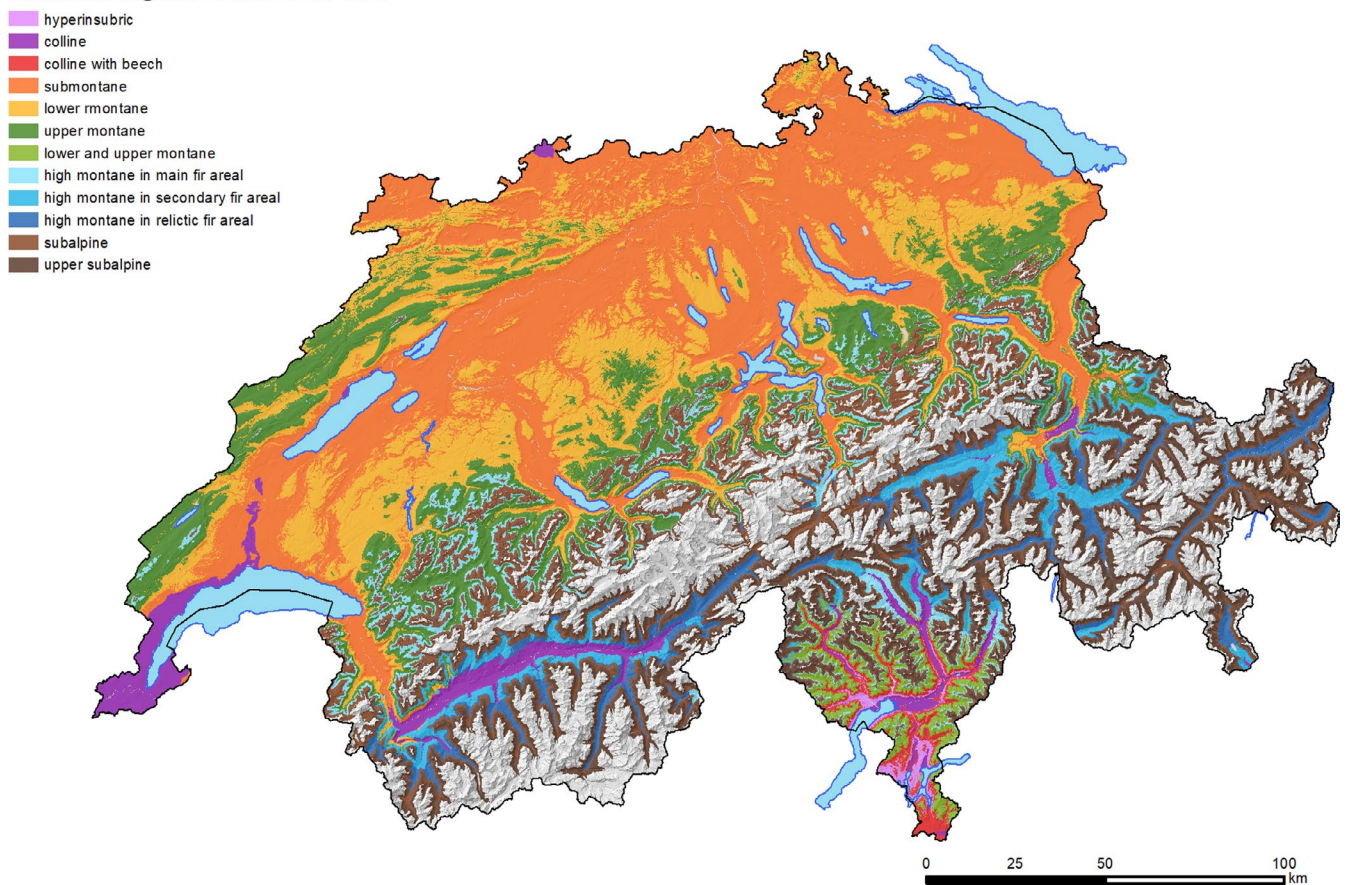 hyperinsubric
colline
colline with beech
submontane
lower rmontane
upper montane
lower and upper montane
high montane in main fir areal
high montane in secondary fir areal
high montane in relictic fir areal
subalpine
upper subalpine
0 25 50 100
km